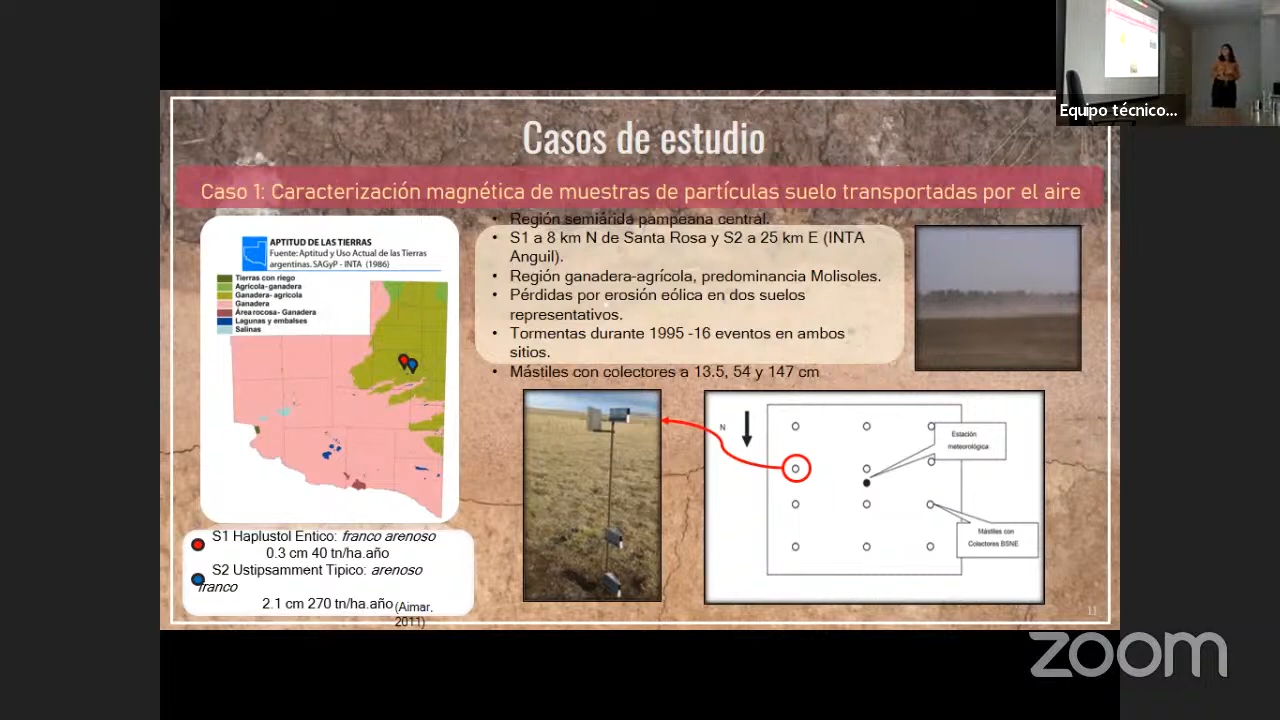 Equipo técnico...
Casos de estudio
Caso 1: Caracterización magnética de muestras de partículas suelo transportadas por el aire
APTITUD DE LAS TIERRAS
Fuente: Aptitud y Uso Actual de las Tierras
argentinas. SAGyP - INTA (1986)
Tierras con riego
Agrícola-ganadera
Ganadera- agrícola
Ganadera
Área rocosa- Ganadera
Lagunas y embalses
Salinas
• Región semiárida pampeana central.
• S1 a 8 km N de Santa Rosa y S2 a 25 km E (INTA
Anguil).
• Región ganadera-agrícola, predominancia Molisoles.
• Pérdidas por erosión eólica en dos suelos
representativos.
• Tormentas durante 1995 -16 eventos en ambos
sitios.
• Mástiles con colectores a 13.5, 54 y 147 cm
N
Estación
meteorológica
Mástiles con
Colectores BSNE
S1 Haplustol Entico: franco arenoso
0.3 cm 40 tn/ha.año
S2 Ustipsamment Tipico: arenoso
franco
2.1 cm 270 tn/ha.año (Aimar,
2011)
11
zoom